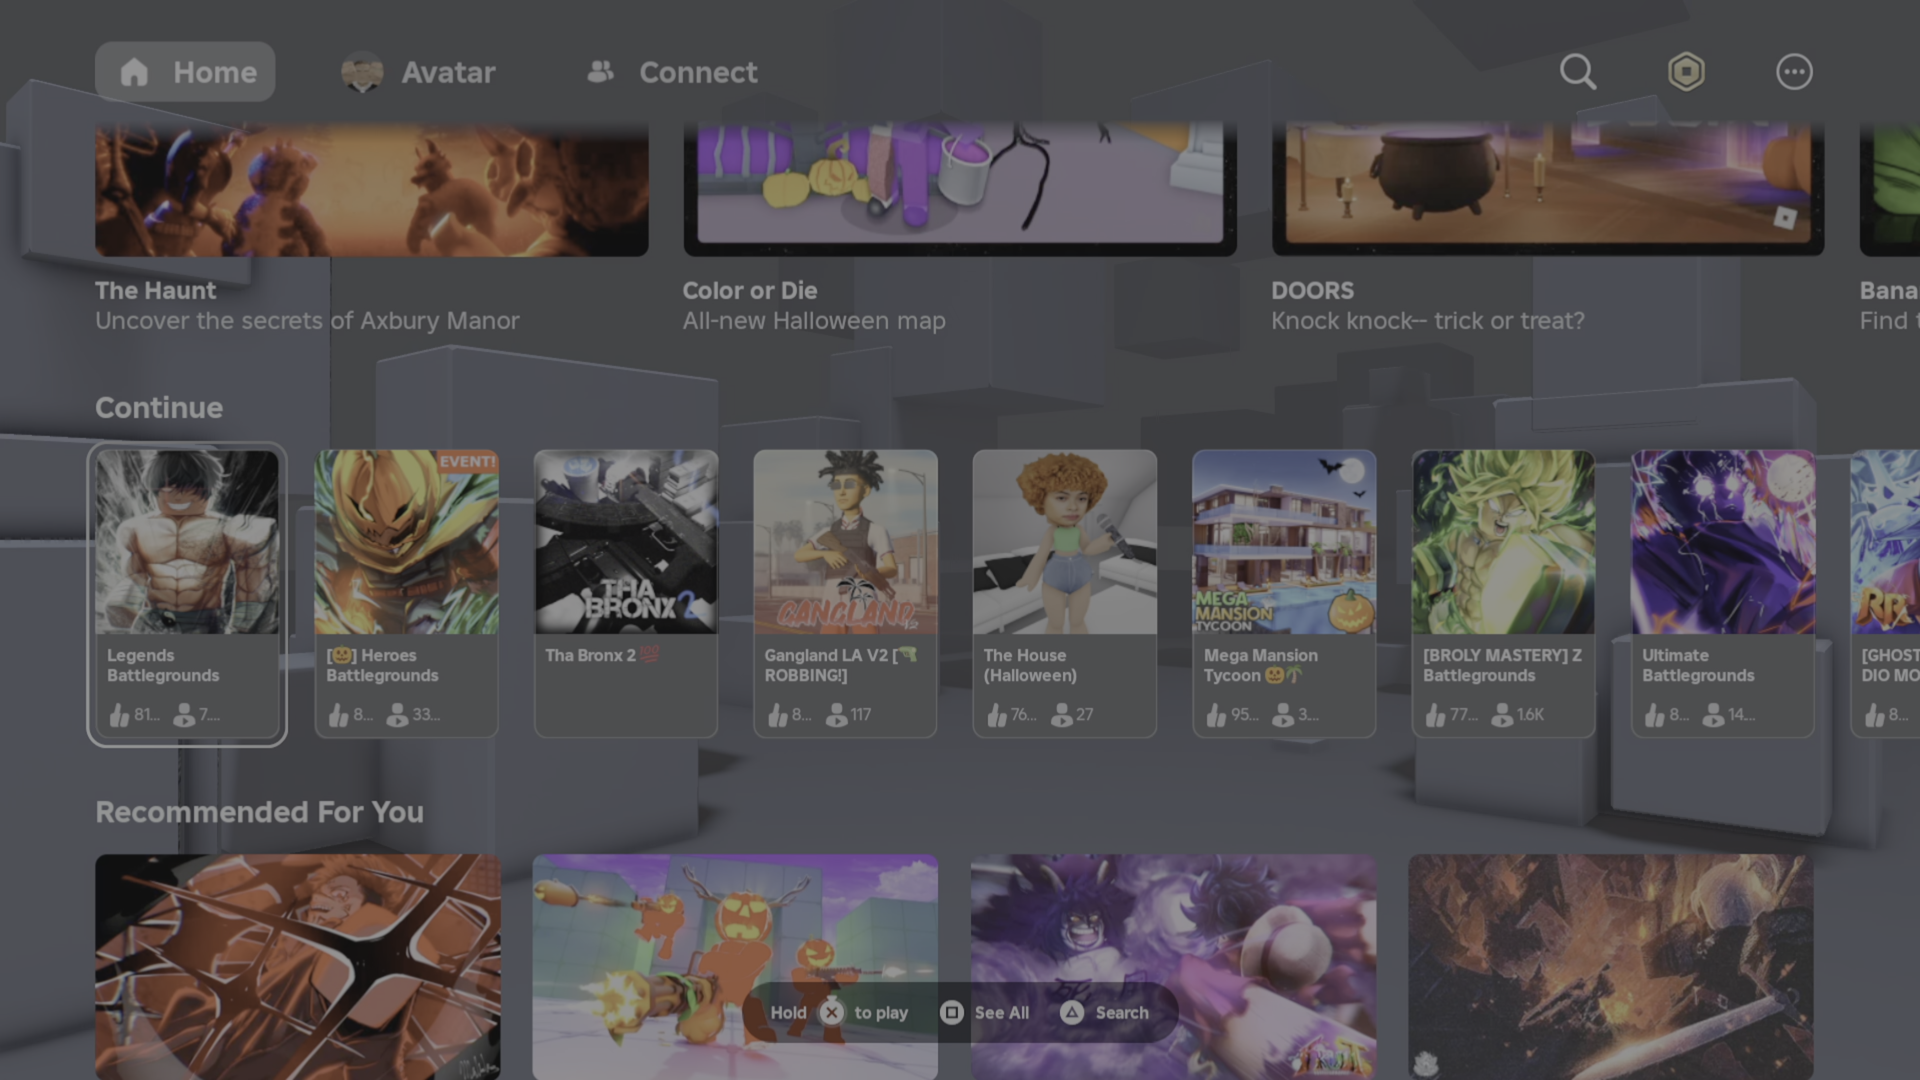 Home
Avatar
Connect
The Haunt
Uncover the secrets of Axbury Manor
Color or Die
All-new Halloween map
DOORS
Knock knock-- trick or treat?
Bana
Find t
Continue
EVENT!
THA
BRONX 2
GANGLAND
MEGA
MANSION
TYCOON
Legends
Battlegrounds
81...
7....
[🎃] Heroes
Battlegrounds
8...
33...
Tha Bronx 2 💯
Gangland LA V2 [🔫
ROBBING!]
8...
117
The House
(Halloween)
76...
27
Mega Mansion
Tycoon 🎃🌴
95...
3....
[BROLY MASTERY] Z
Battlegrounds
77...
1.6K
Ultimate
Battlegrounds
8...
14....
[GHOST
DIO MO
8...
Recommended For You
Hold
to play
See All
Search